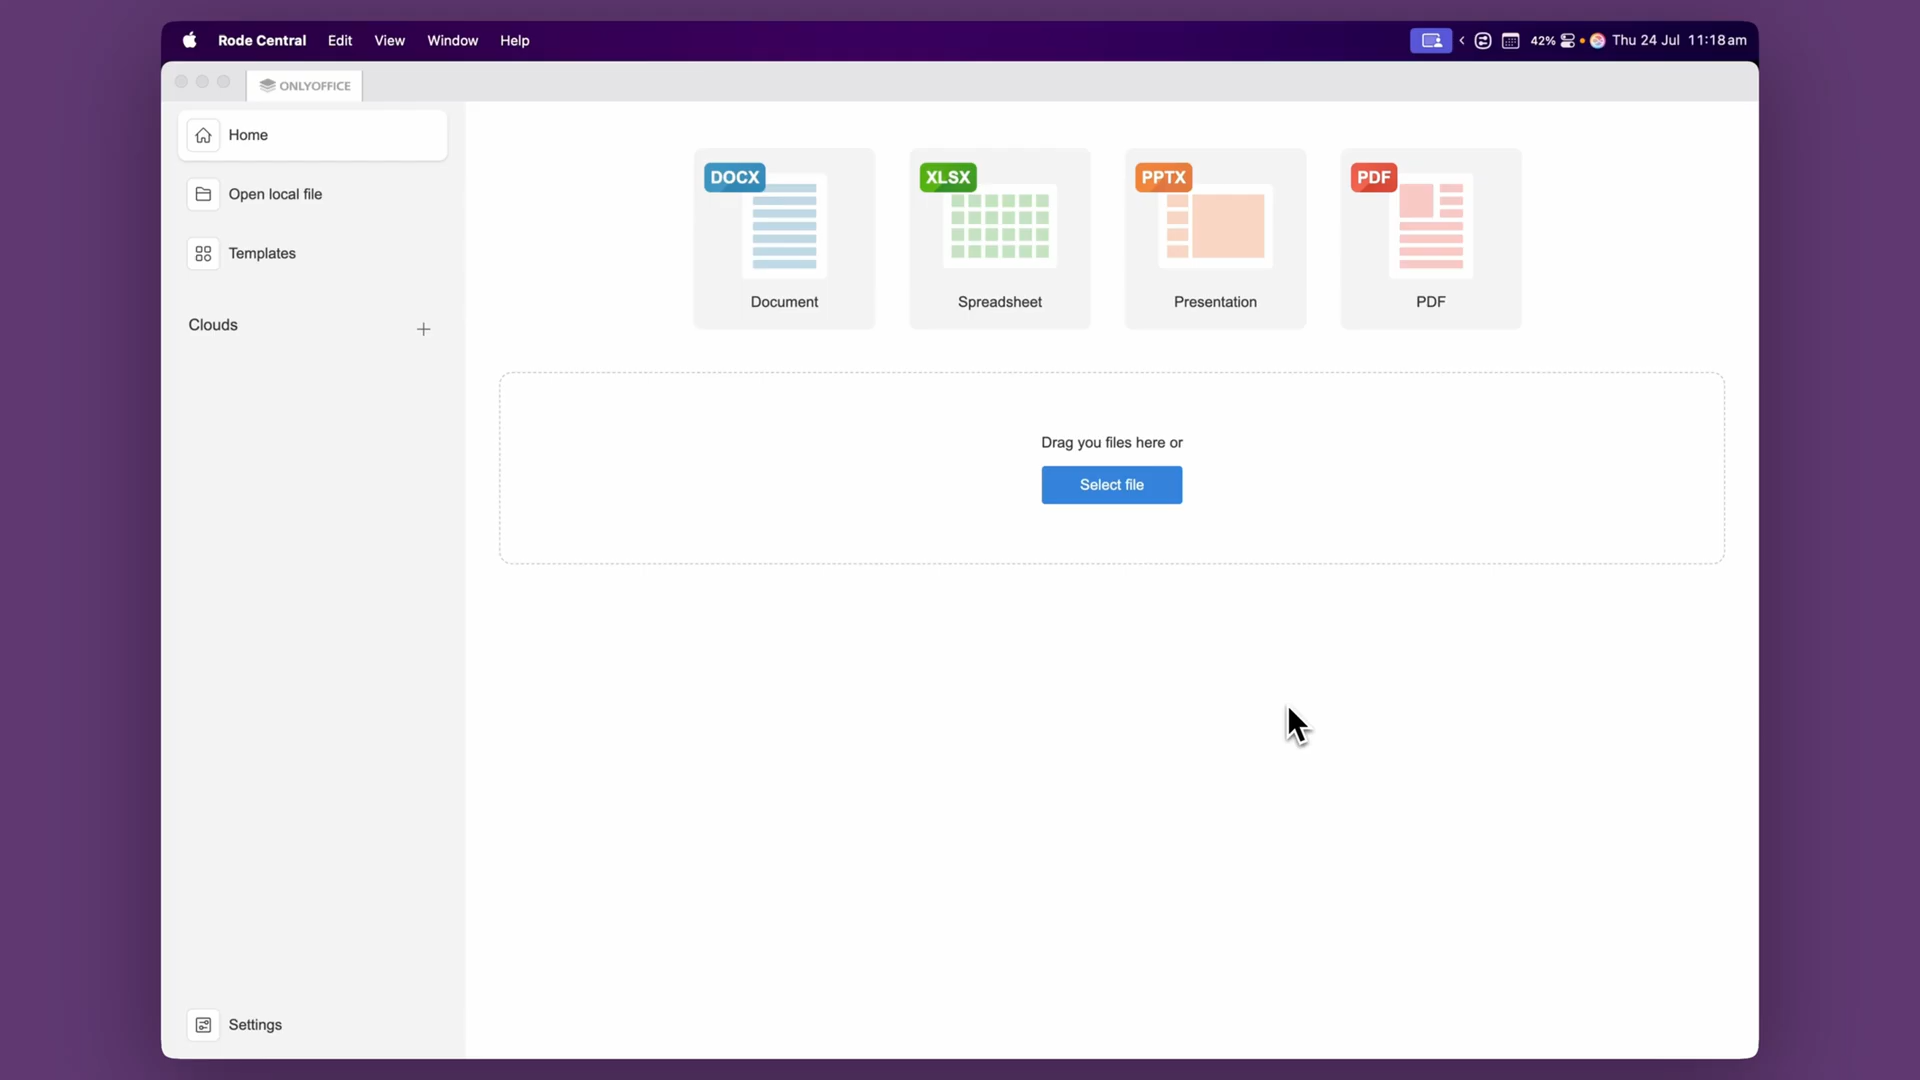 Rode Central Edit View Window Help 42% Thu 24 Jul 11:18 am
ONLYOFFICE
Home
Open local file
Templates
Clouds
DOCX
Document
XLSX
Spreadsheet
PPTX
Presentation
PDF
PDF
Drag you files here or
Select file
Settings